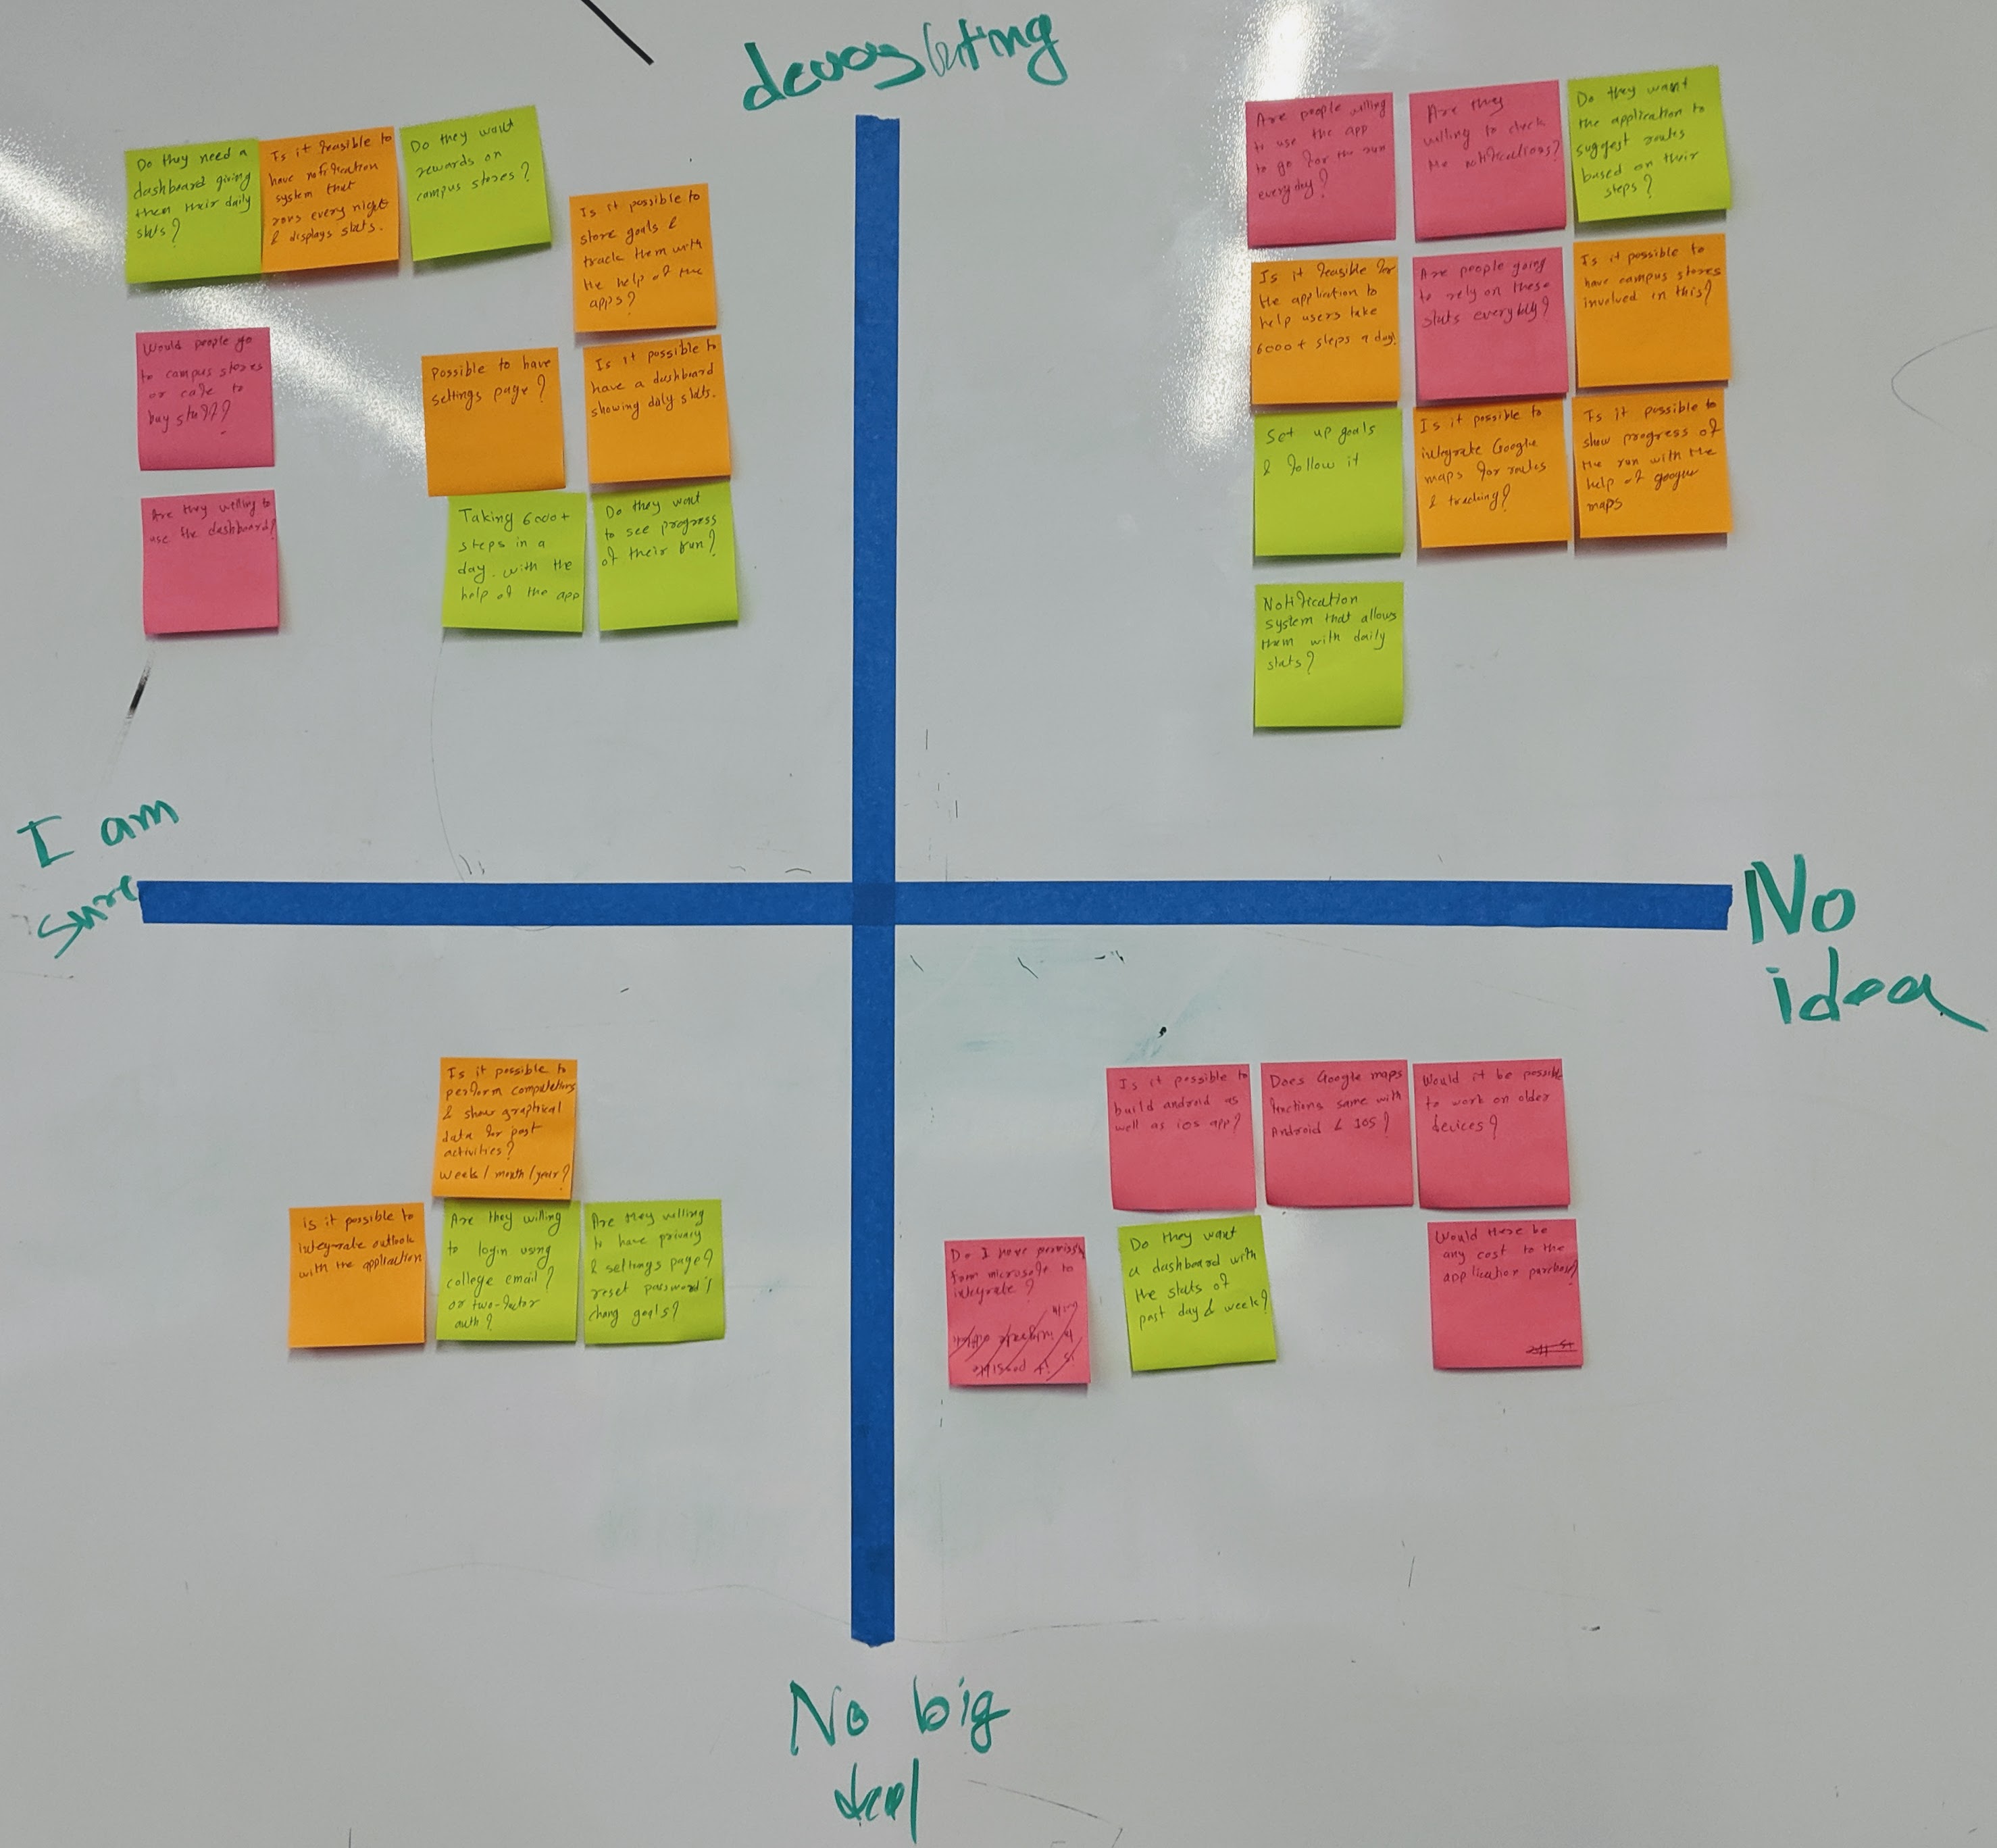 devastating
Do they need a
dashboard giving
them their daily
stats?
Is it feasible to
have notification
system that
runs every night
& displays stats.
Do they want
rewards on
campus stores?
Is it possible to
store goals &
track them with
the help of the
apps?
Would people go
to campus stores
or cafe to
buy stuff?
Possible to have
settings page?
Is it possible to
have a dashboard
showing daily stats.
Are they willing to
use the dashboard?
Taking 6000+
steps in a
day. with the
help of the app
Do they want
to see progress
of their run?
Are people willing
to use the app
to go for the run
everyday?
Are they
willing to check
the notifications?
Do they want
the application to
suggest routes
based on their
steps?
Is it feasible for
the application to
help users take
6000+ steps a day?
Are people going
to rely on these
stats everyday?
Is it possible to
have campus stores
involved in this?
Set up goals
& follow it
Is it possible to
integrate Google
maps for routes
& tracking?
Is it possible to
show progress of
the run with the
help of google
maps
Notification
system that allows
them with daily
stats?
I am
sure
No
idea
Is it possible to
perform computations
& show graphical
data for past
activities?
week / month / year?
is it possible to
integrate outlook
with the application
Are they willing
to login using
college email?
or two-factor
auth?
Are they willing
to have privacy
& settings page?
reset password /
chang goals?
Is it possible to
build android as
well as ios app?
Does Google maps
functions same with
Android & IOS?
Would it be possible
to work on older
devices?
Do I have permissn
from microsoft to
integrate?
Is it possible
to integrate outlook
with
Do they want
a dashboard with
the stats of
past day & week?
Would there be
any cost to the
application purchase?
No big
deal